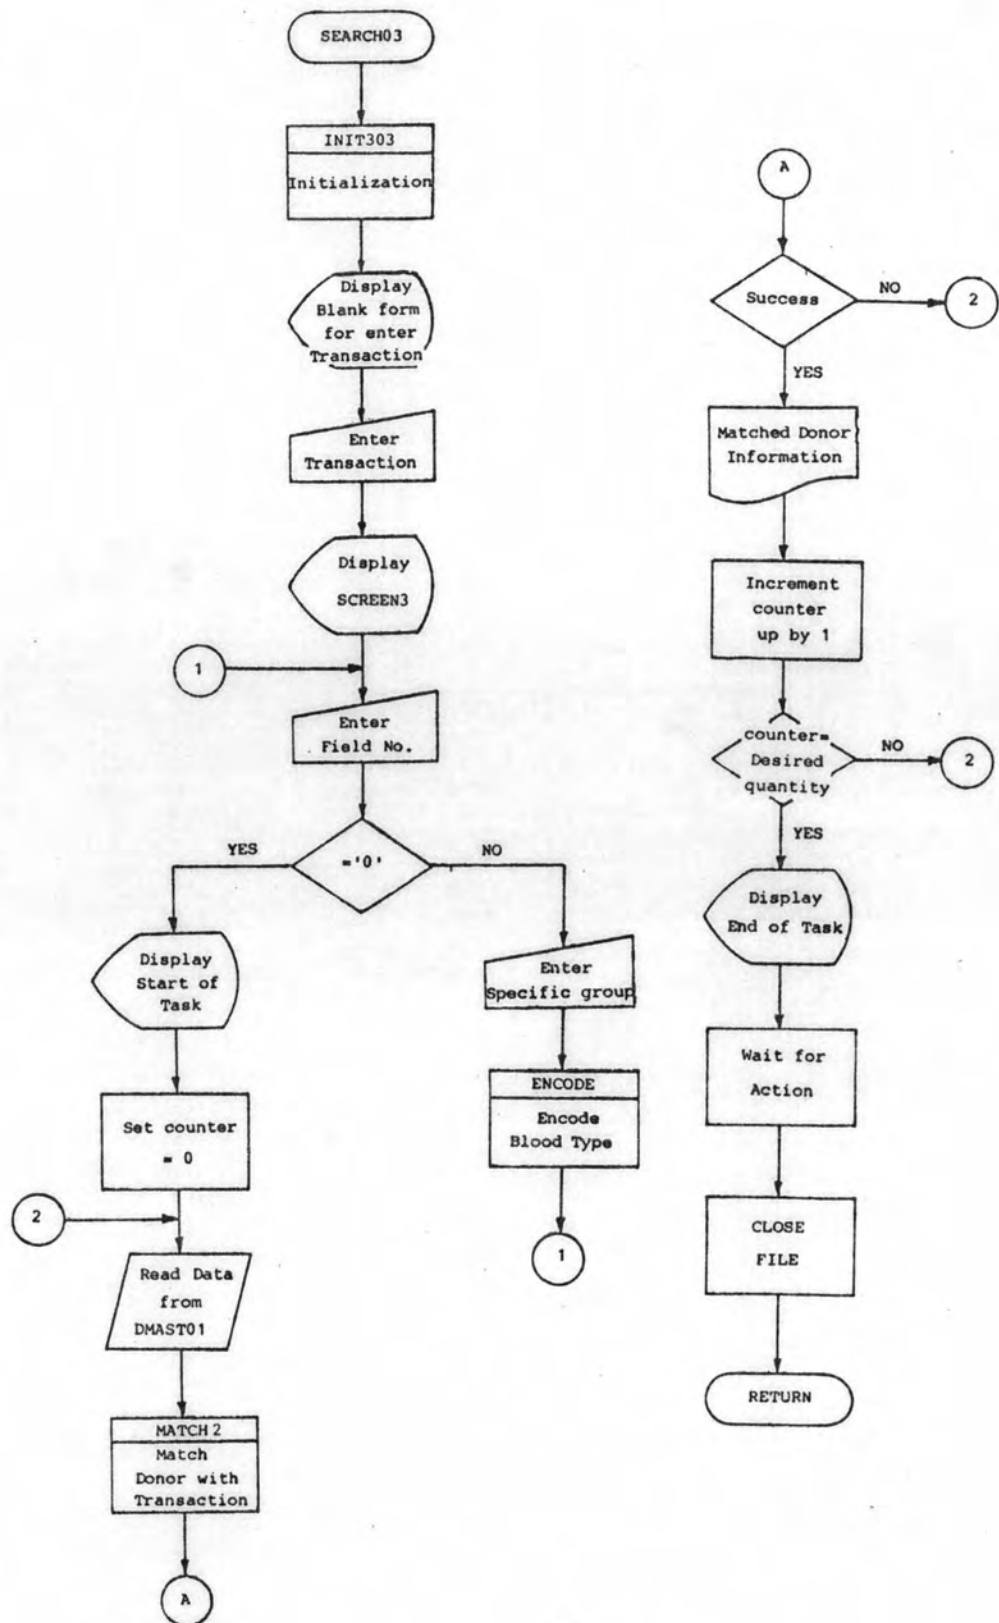 SEARCH03
INIT303
Initialization
Display
Blank form
for enter
Transaction
Enter
Transaction
Display
SCREEN3
1
Enter
Field No.
YES
='0'
NO
Display
Start of
Task
Set counter
= 0
2
Read Data
from
DMAST01
MATCH2
Match
Donor with
Transaction
A
Enter
Specific group
ENCODE
Encode
Blood Type
1
A
Success
NO
2
YES
Matched Donor
Information
Increment
counter
up by 1
counter=
Desired
quantity
NO
2
YES
Display
End of Task
Wait for
Action
CLOSE
FILE
RETURN